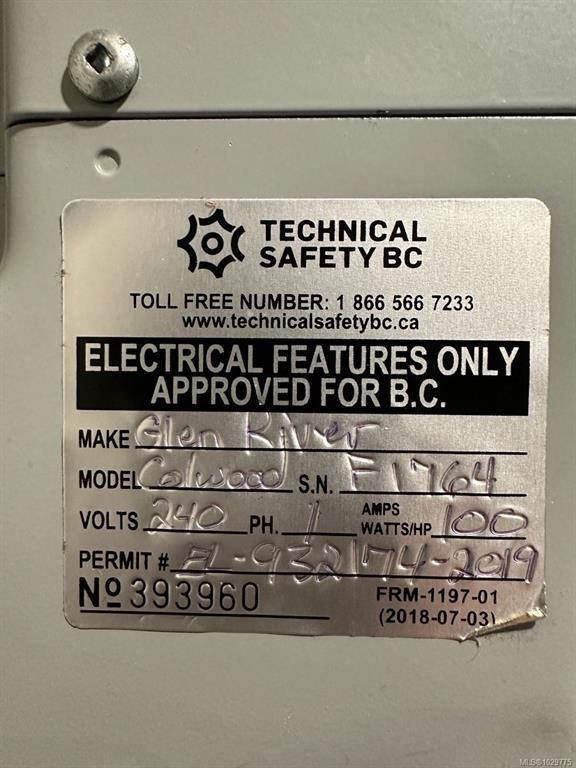 TECHNICAL
SAFETY BC
TOLL FREE NUMBER: 1 866 566 7233
www.technicalsafetybc.ca
ELECTRICAL FEATURES ONLY
APPROVED FOR B.C.
MAKE Glen River
MODEL Colwood S.N. F1764
VOLTS 240 PH. 1 AMPS WATTS/HP 100
PERMIT # EL-932174-2019
No 393960 FRM-1197-01
(2018-07-03)
MLS®1029775